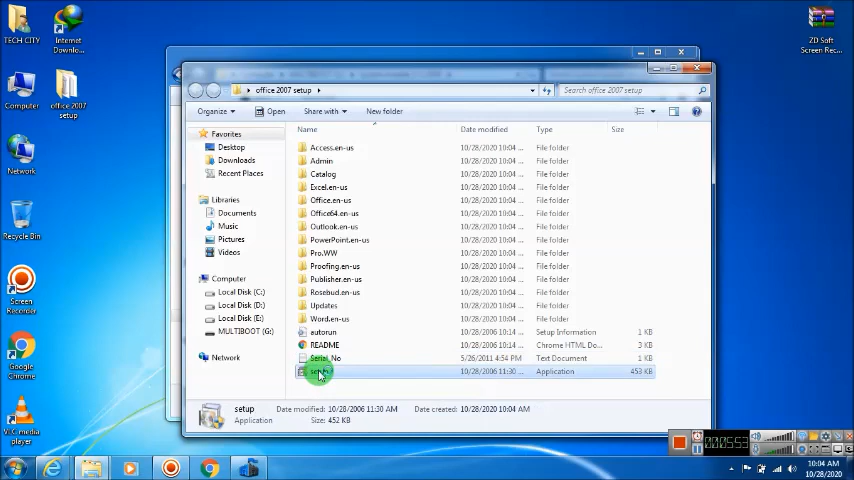 TECH CITY
Internet
Downlo...
ZD Soft
Screen Rec...
Computer
office 2007
setup
Network
Recycle Bin
Screen
Recorder
Google
Chrome
VLC media
player
office 2007 setup
Search office 2007 setup
Organize
Open
Share with
New folder
Name
Date modified
Type
Size
Favorites
Desktop
Downloads
Recent Places
Libraries
Documents
Music
Pictures
Videos
Computer
Local Disk (C:)
Local Disk (D:)
Local Disk (E:)
MULTIBOOT (G:)
Network
Access.en-us 10/28/2020 10:04 ... File folder
Admin 10/28/2020 10:04 ... File folder
Catalog 10/28/2020 10:04 ... File folder
Excel.en-us 10/28/2020 10:04 ... File folder
Office.en-us 10/28/2020 10:04 ... File folder
Office64.en-us 10/28/2020 10:04 ... File folder
Outlook.en-us 10/28/2020 10:04 ... File folder
PowerPoint.en-us 10/28/2020 10:04 ... File folder
Pro.WW 10/28/2020 10:04 ... File folder
Proofing.en-us 10/28/2020 10:04 ... File folder
Publisher.en-us 10/28/2020 10:04 ... File folder
Rosebud.en-us 10/28/2020 10:04 ... File folder
Updates 10/28/2020 10:04 ... File folder
Word.en-us 10/28/2020 10:04 ... File folder
autorun 10/28/2006 10:14 ... Setup Information 1 KB
README 10/28/2006 10:14 ... Chrome HTML Do... 3 KB
Serial_No 5/26/2011 4:54 PM Text Document 1 KB
setup 10/28/2006 11:30 ... Application 453 KB
setup Date modified: 10/28/2006 11:30 AM Date created: 10/28/2020 10:04 AM
Application Size: 452 KB
10:04 AM
10/28/2020